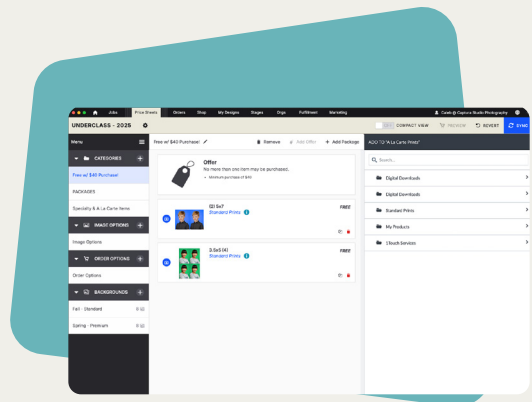 Jobs
Price Sheets
Orders
Shop
My Designs
Stages
Orgs
Fulfillment
Marketing
Caleb @ Captura Studio Photography
UNDERCLASS - 2025
COMPACT VIEW
PREVIEW
REVERT
SYNC
Menu
CATEGORIES
Free w/ $40 Purchase!
PACKAGES
Specialty & A La Carte Items
IMAGE OPTIONS
Image Options
ORDER OPTIONS
Order Options
BACKGROUNDS
Fall - Standard
Spring - Premium
Free w/ $40 Purchase!
Remove
Add Offer
Add Package
Offer
No more than one item may be purchased.
• Minimum purchase of $40
(2) 5x7
Standard Prints
FREE
3.5x5 (4)
Standard Prints
FREE
ADD TO "A La Carte Prints"
Search...
Digital Downloads
Digital Downloads
Standard Prints
My Products
1 Touch Services